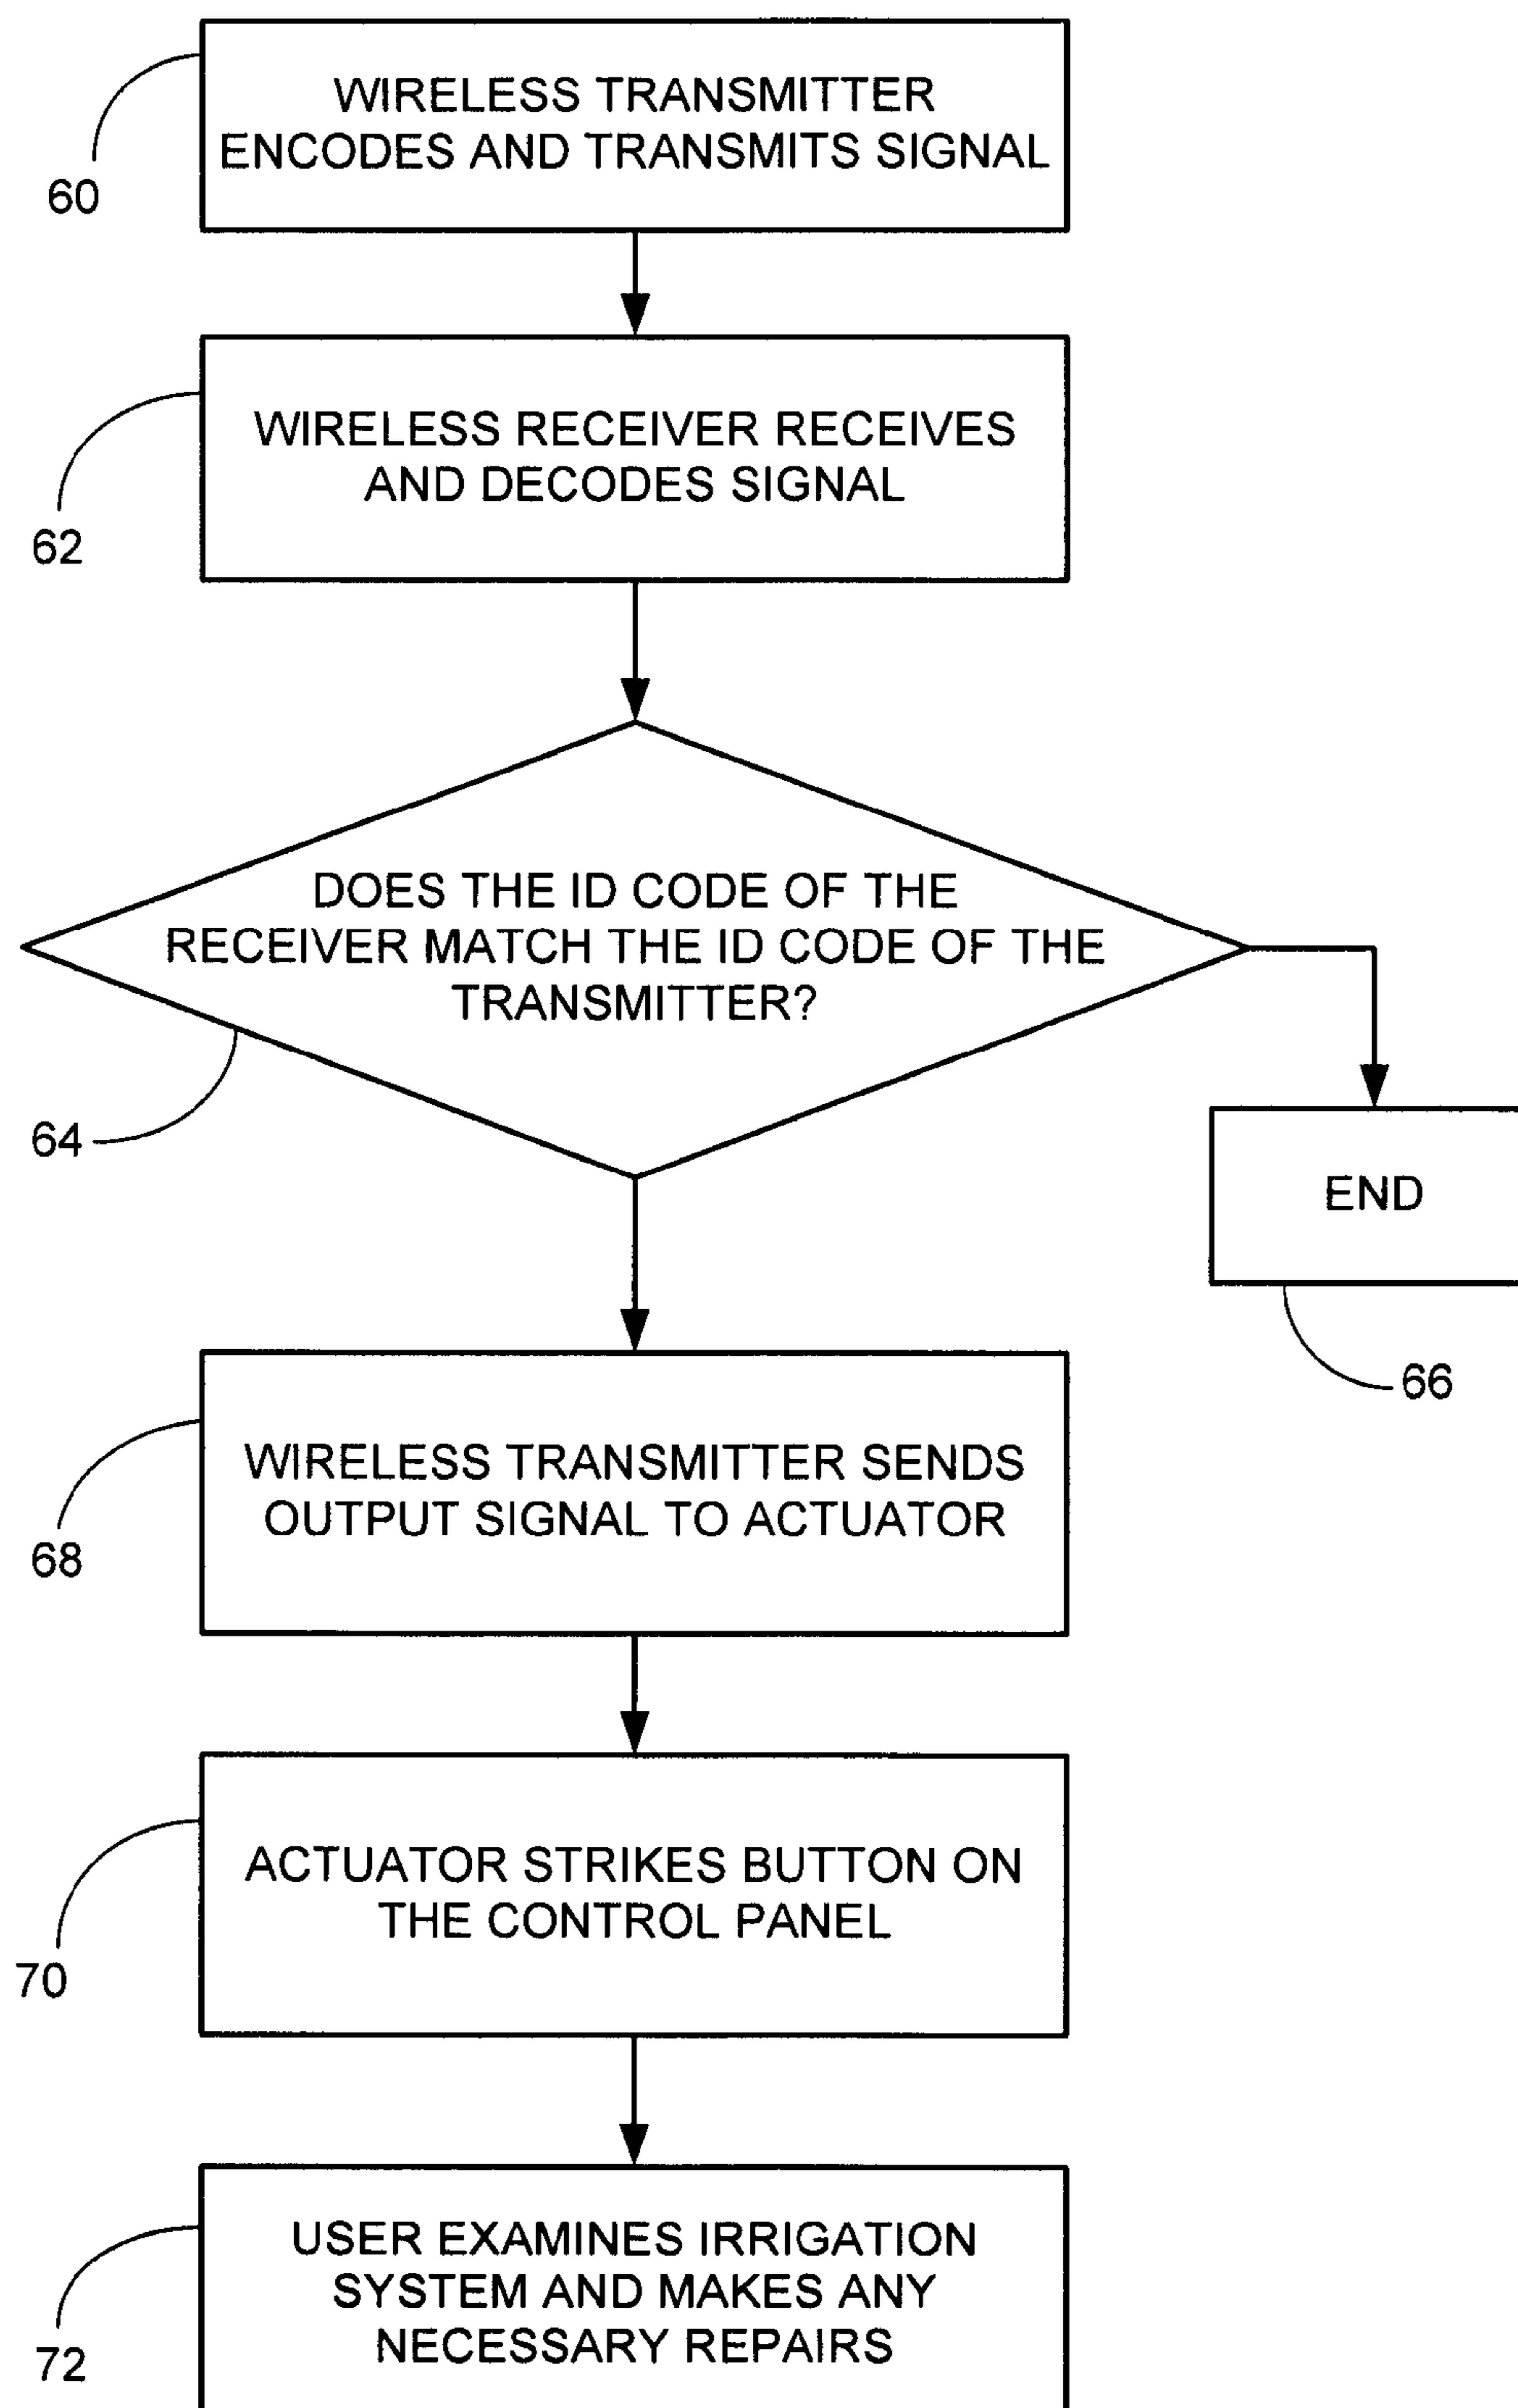 WIRELESS TRANSMITTER
ENCODES AND TRANSMITS SIGNAL
60
WIRELESS RECEIVER RECEIVES
AND DECODES SIGNAL
62
DOES THE ID CODE OF THE
RECEIVER MATCH THE ID CODE OF THE
TRANSMITTER?
64
END
66
WIRELESS TRANSMITTER SENDS
OUTPUT SIGNAL TO ACTUATOR
68
ACTUATOR STRIKES BUTTON ON
THE CONTROL PANEL
70
USER EXAMINES IRRIGATION
SYSTEM AND MAKES ANY
NECESSARY REPAIRS
72